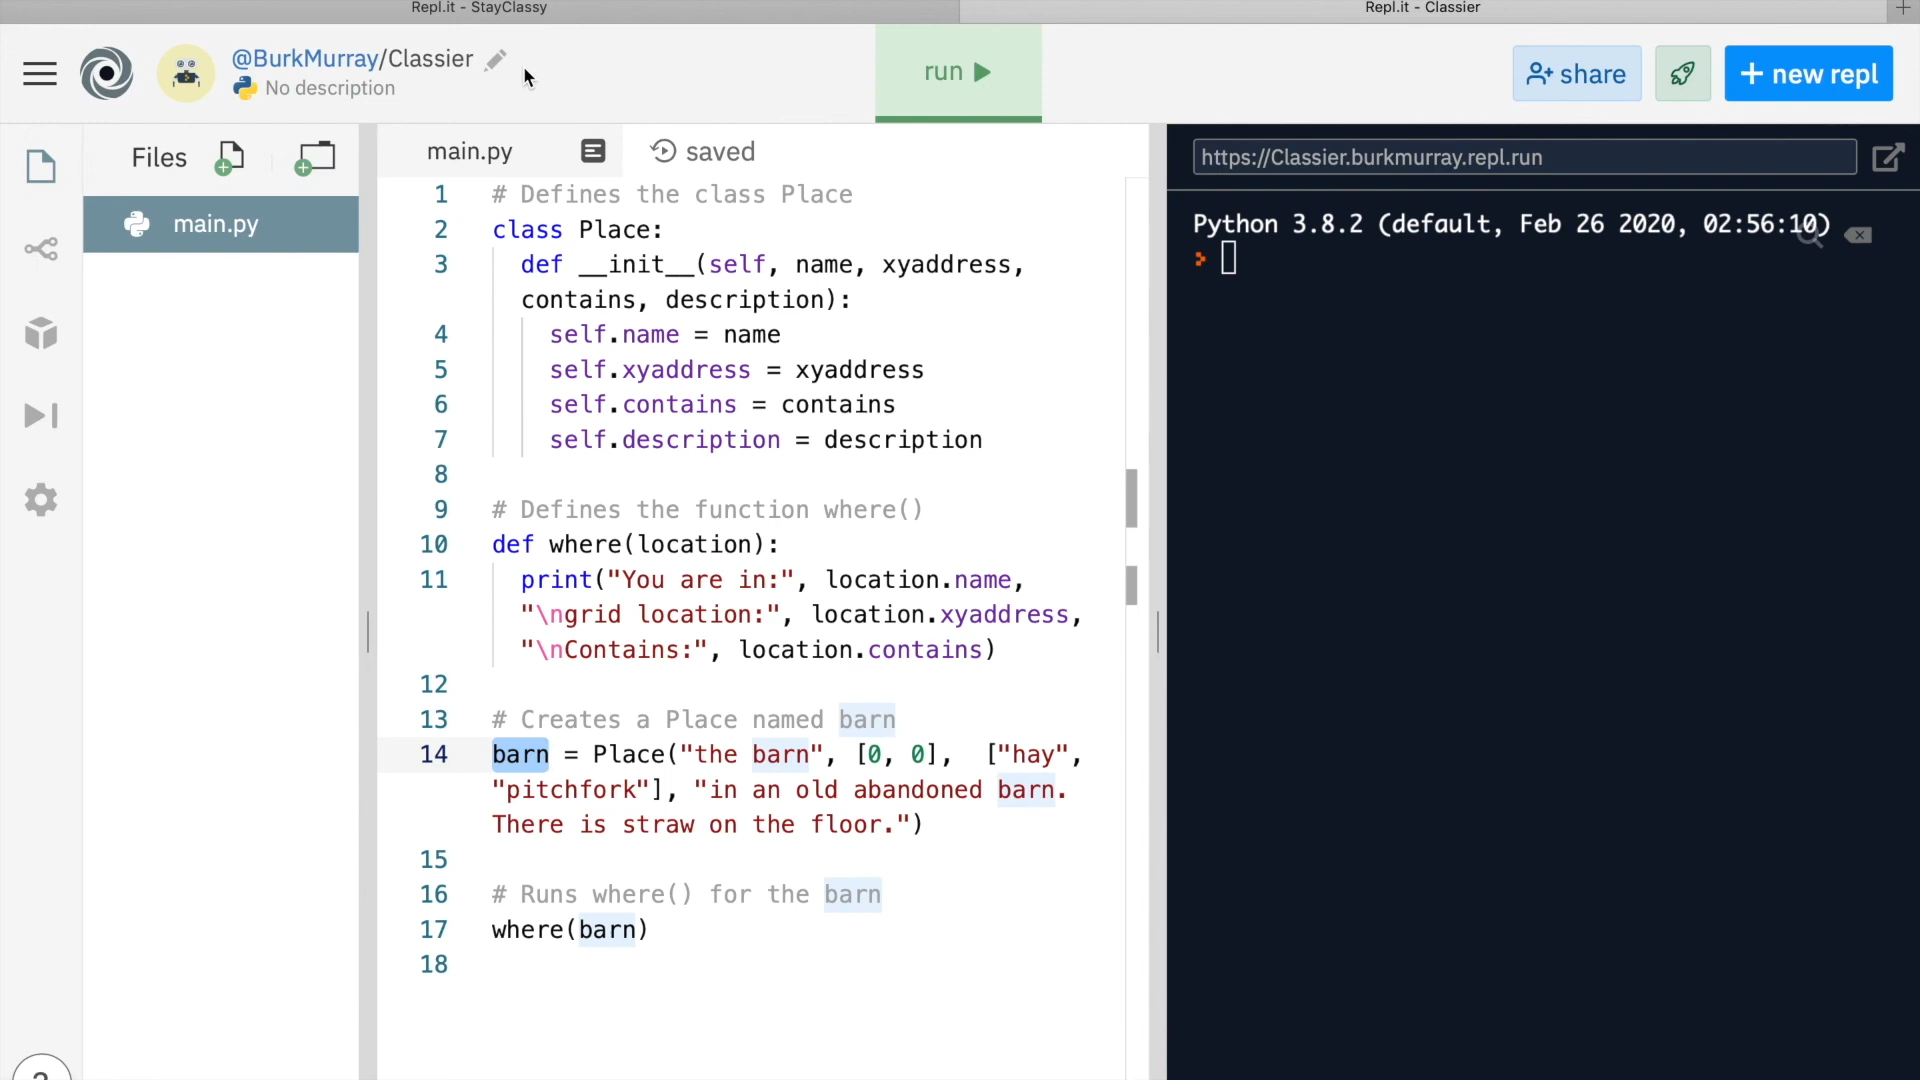 Repl.it - StayClassy
Repl.it - Classier
@BurkMurray/Classier
No description
run
share
+ new repl
Files
main.py
main.py
saved
https://Classier.burkmurray.repl.run
1 # Defines the class Place
2 class Place:
3 def __init__(self, name, xyaddress,
contains, description):
4 self.name = name
5 self.xyaddress = xyaddress
6 self.contains = contains
7 self.description = description
8
9 # Defines the function where()
10 def where(location):
11 print("You are in:", location.name,
"\ngrid location:", location.xyaddress,
"\nContains:", location.contains)
12
13 # Creates a Place named barn
14 barn = Place("the barn", [0, 0],  ["hay",
"pitchfork"], "in an old abandoned barn.
There is straw on the floor.")
15
16 # Runs where() for the barn
17 where(barn)
18
Python 3.8.2 (default, Feb 26 2020, 02:56:10)